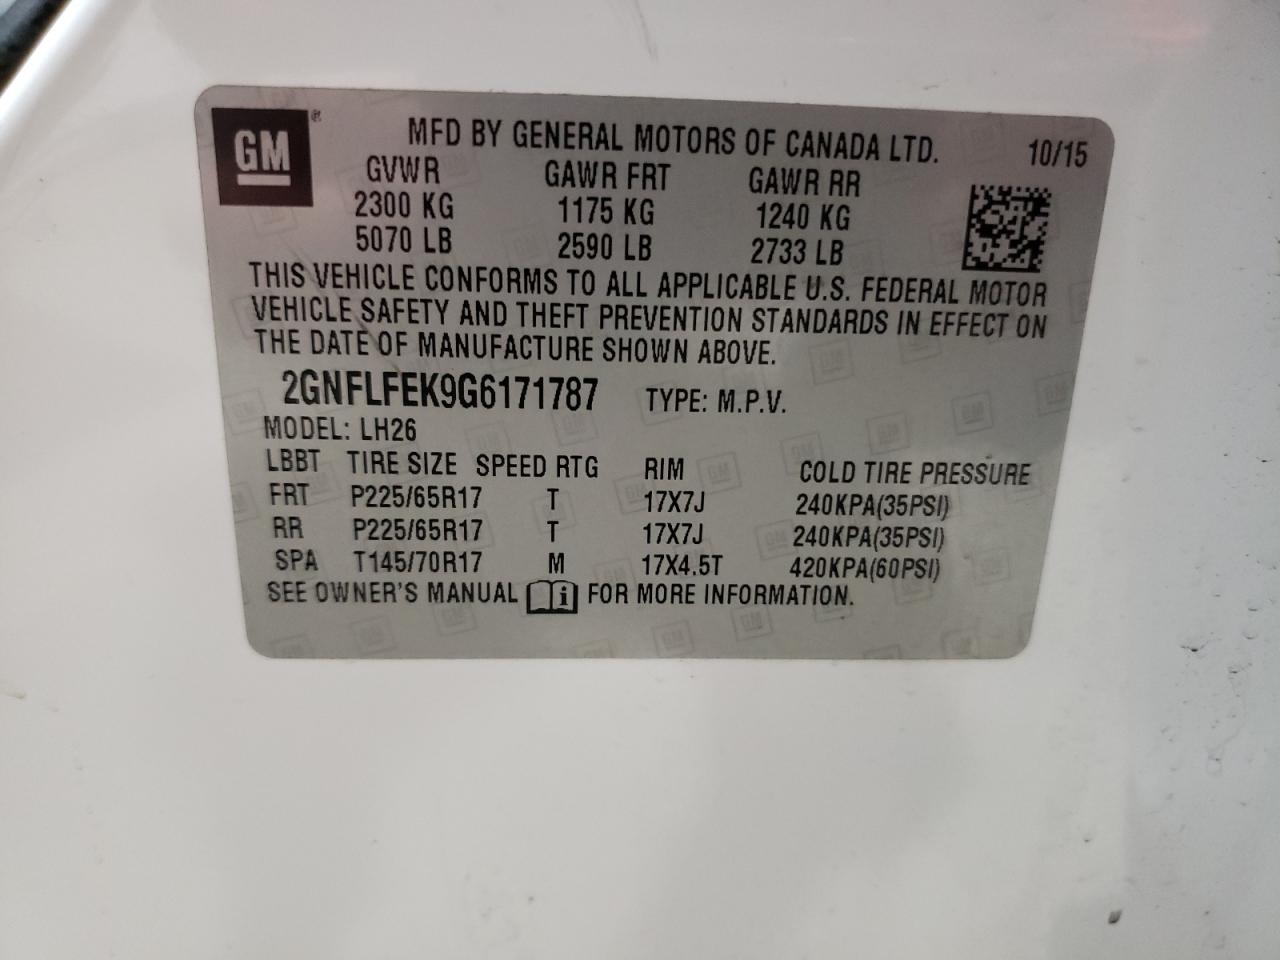 GM ®
MFD BY GENERAL MOTORS OF CANADA LTD. 10/15
GVWR GAWR FRT GAWR RR
2300 KG 1175 KG 1240 KG
5070 LB 2590 LB 2733 LB
THIS VEHICLE CONFORMS TO ALL APPLICABLE U.S. FEDERAL MOTOR
VEHICLE SAFETY AND THEFT PREVENTION STANDARDS IN EFFECT ON
THE DATE OF MANUFACTURE SHOWN ABOVE.
2GNFLFEK9G6171787 TYPE: M.P.V.
MODEL: LH26
LBBT TIRE SIZE SPEED RTG RIM COLD TIRE PRESSURE
FRT P225/65R17 T 17X7J 240KPA(35PSI)
RR P225/65R17 T 17X7J 240KPA(35PSI)
SPA T145/70R17 M 17X4.5T 420KPA(60PSI)
SEE OWNER'S MANUAL i FOR MORE INFORMATION.